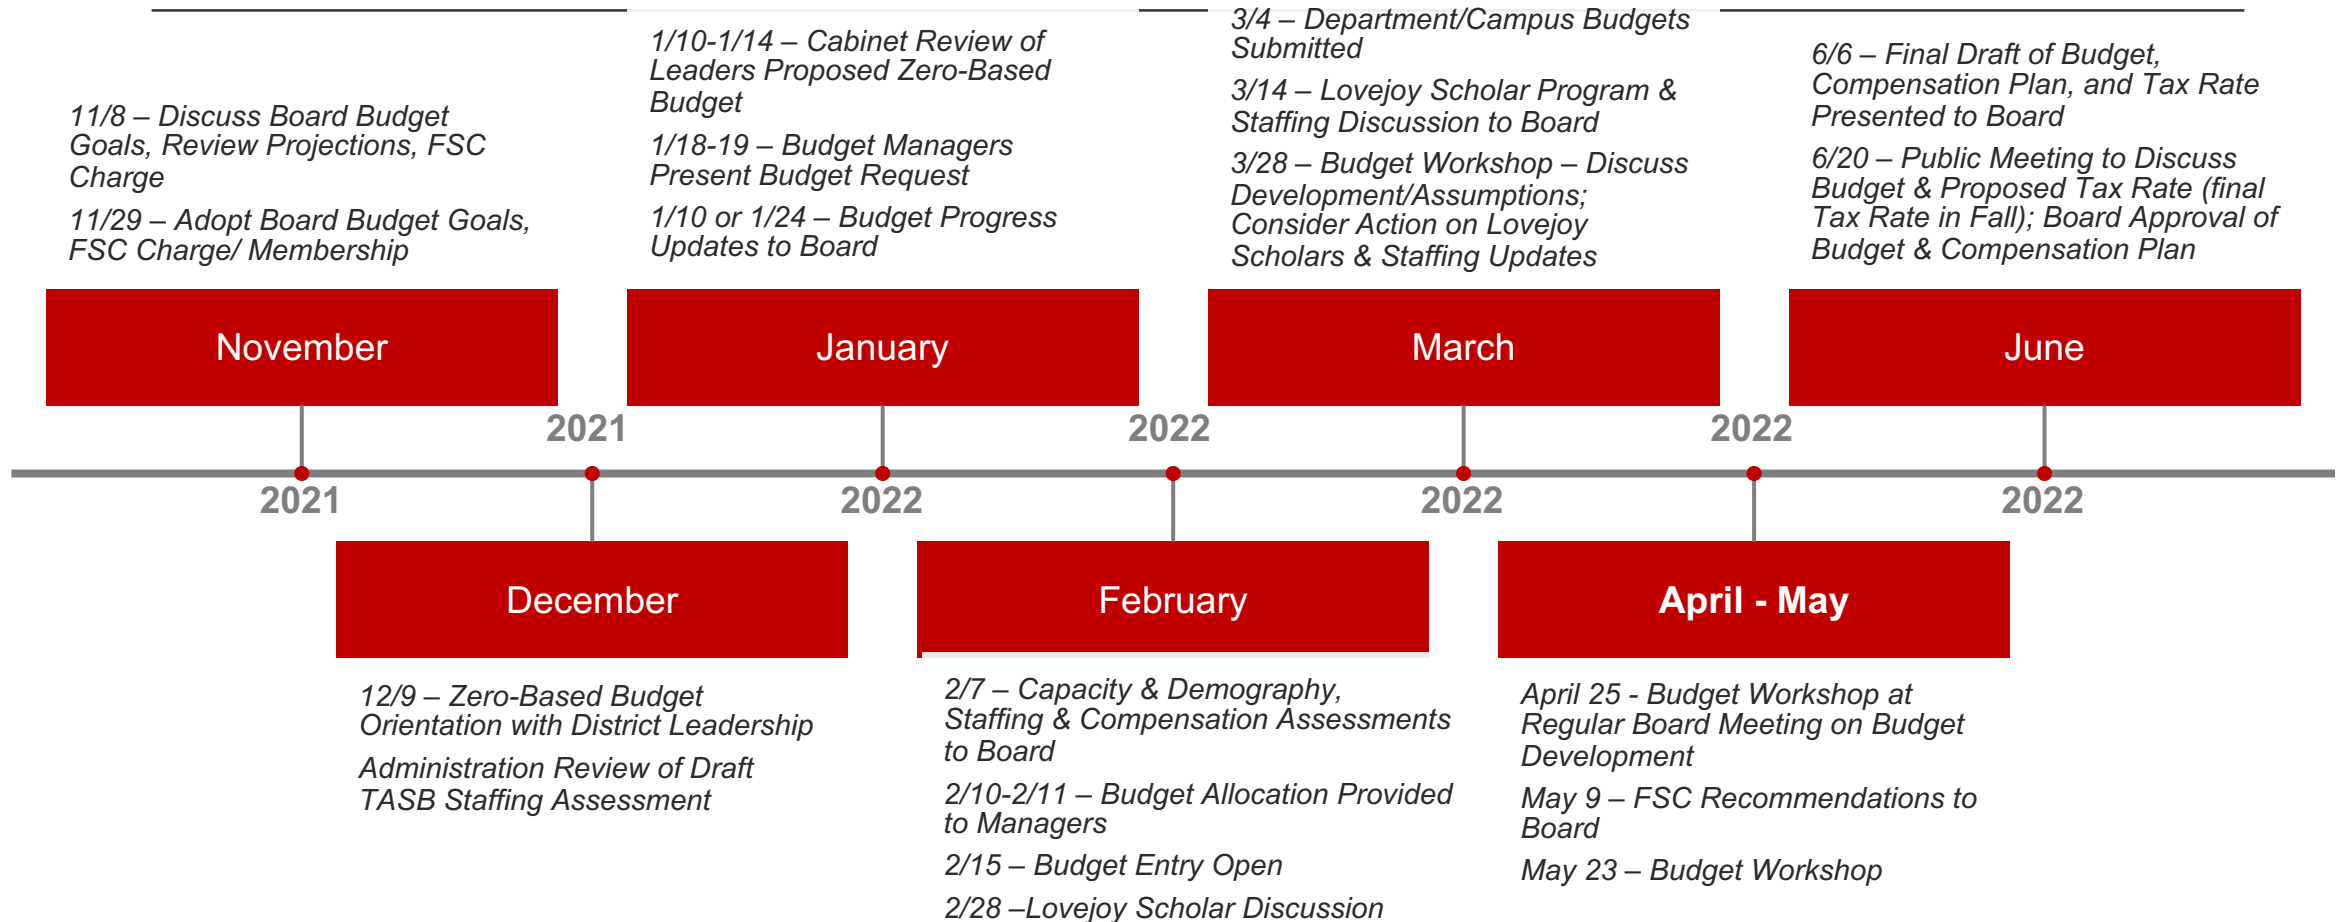 11/8 – Discuss Board Budget
Goals, Review Projections, FSC
Charge
11/29 – Adopt Board Budget Goals,
FSC Charge/ Membership
November
2021
12/9 – Zero-Based Budget
Orientation with District Leadership
Administration Review of Draft
TASB Staffing Assessment
December
2021
1/10-1/14 – Cabinet Review of
Leaders Proposed Zero-Based
Budget
1/18-19 – Budget Managers
Present Budget Request
1/10 or 1/24 – Budget Progress
Updates to Board
January
2022
February
2022
2/7 – Capacity & Demography,
Staffing & Compensation Assessments
to Board
2/10-2/11 – Budget Allocation Provided
to Managers
2/15 – Budget Entry Open
2/28 –Lovejoy Scholar Discussion
3/4 – Department/Campus Budgets
Submitted
3/14 – Lovejoy Scholar Program &
Staffing Discussion to Board
3/28 – Budget Workshop – Discuss
Development/Assumptions;
Consider Action on Lovejoy
Scholars & Staffing Updates
March
2022
2022
April - May
April 25 - Budget Workshop at
Regular Board Meeting on Budget
Development
May 9 – FSC Recommendations to
Board
May 23 – Budget Workshop
6/6 – Final Draft of Budget,
Compensation Plan, and Tax Rate
Presented to Board
6/20 – Public Meeting to Discuss
Budget & Proposed Tax Rate (final
Tax Rate in Fall); Board Approval of
Budget & Compensation Plan
June
2022